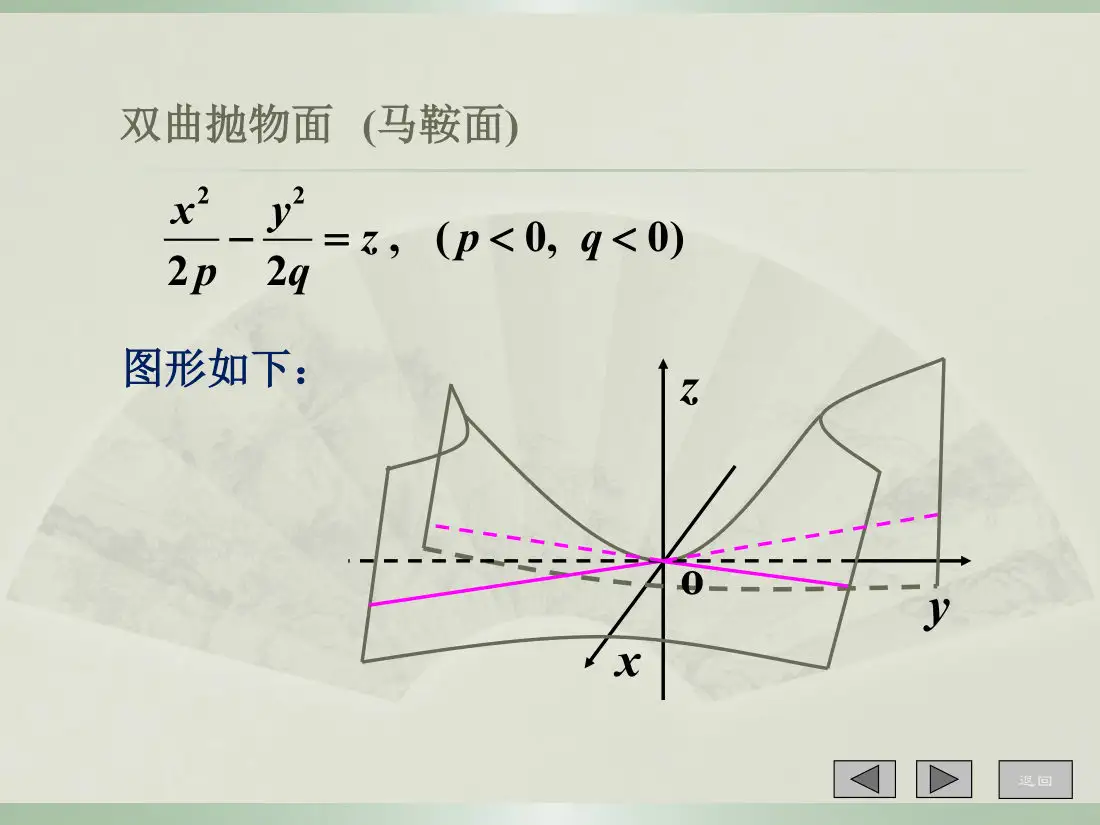 双曲抛物面 (马鞍面)
x²/2p − y²/2q = z , ( p < 0, q < 0)
图形如下：
z
o
y
x
返回